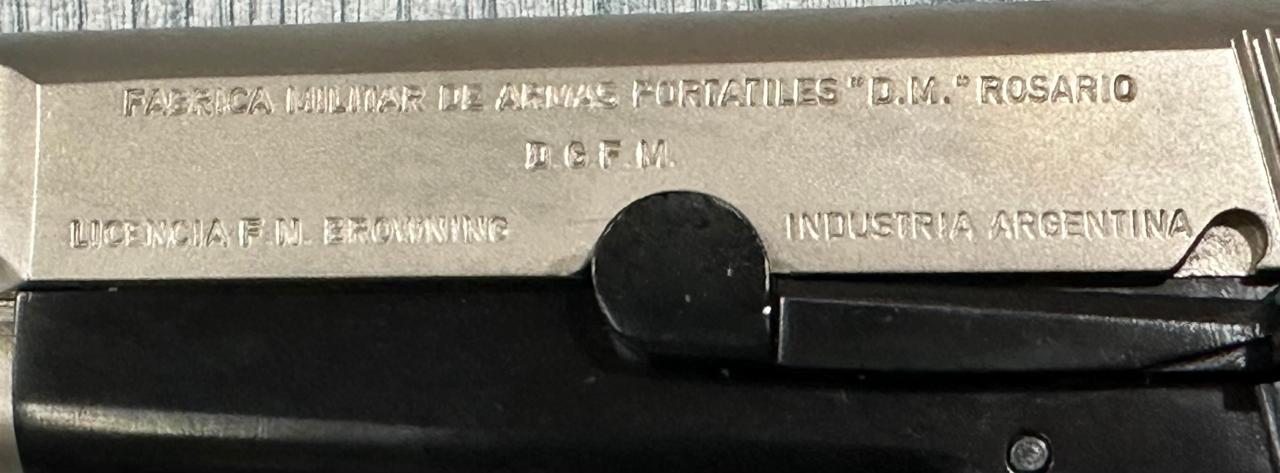 FABRICA MILITAR DE ARMAS PORTATILES "D.M." ROSARIO
D.G.F.M.
LICENCIA F.N. BROWNING
INDUSTRIA ARGENTINA